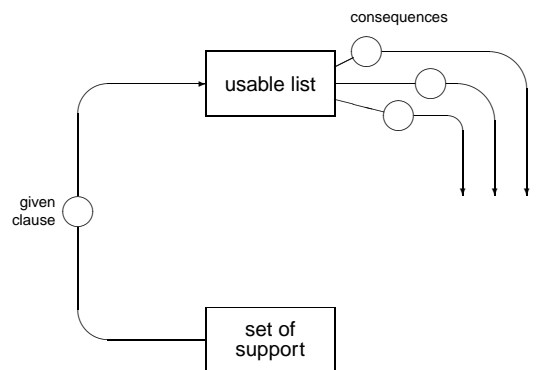 consequences
usable list
given
clause
set of
support